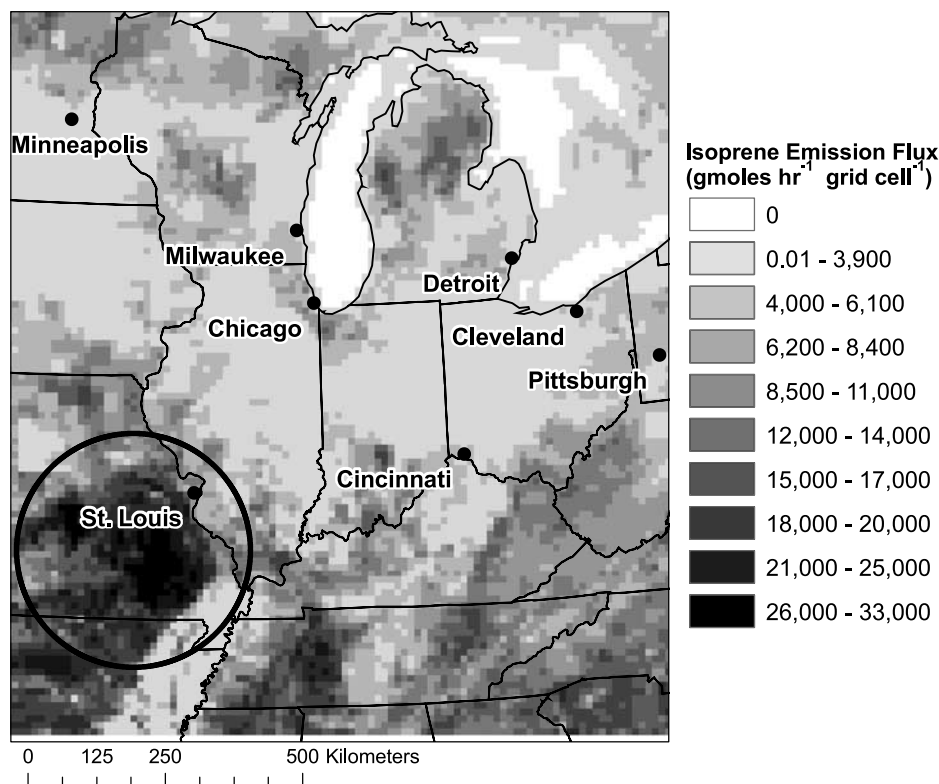 Minneapolis
Milwaukee
Detroit
Chicago
Cleveland
Pittsburgh
Cincinnati
St. Louis
0 125 250 500 Kilometers
Isoprene Emission Flux
(gmoles hr⁻¹ grid cell⁻¹)
0
0.01 - 3,900
4,000 - 6,100
6,200 - 8,400
8,500 - 11,000
12,000 - 14,000
15,000 - 17,000
18,000 - 20,000
21,000 - 25,000
26,000 - 33,000